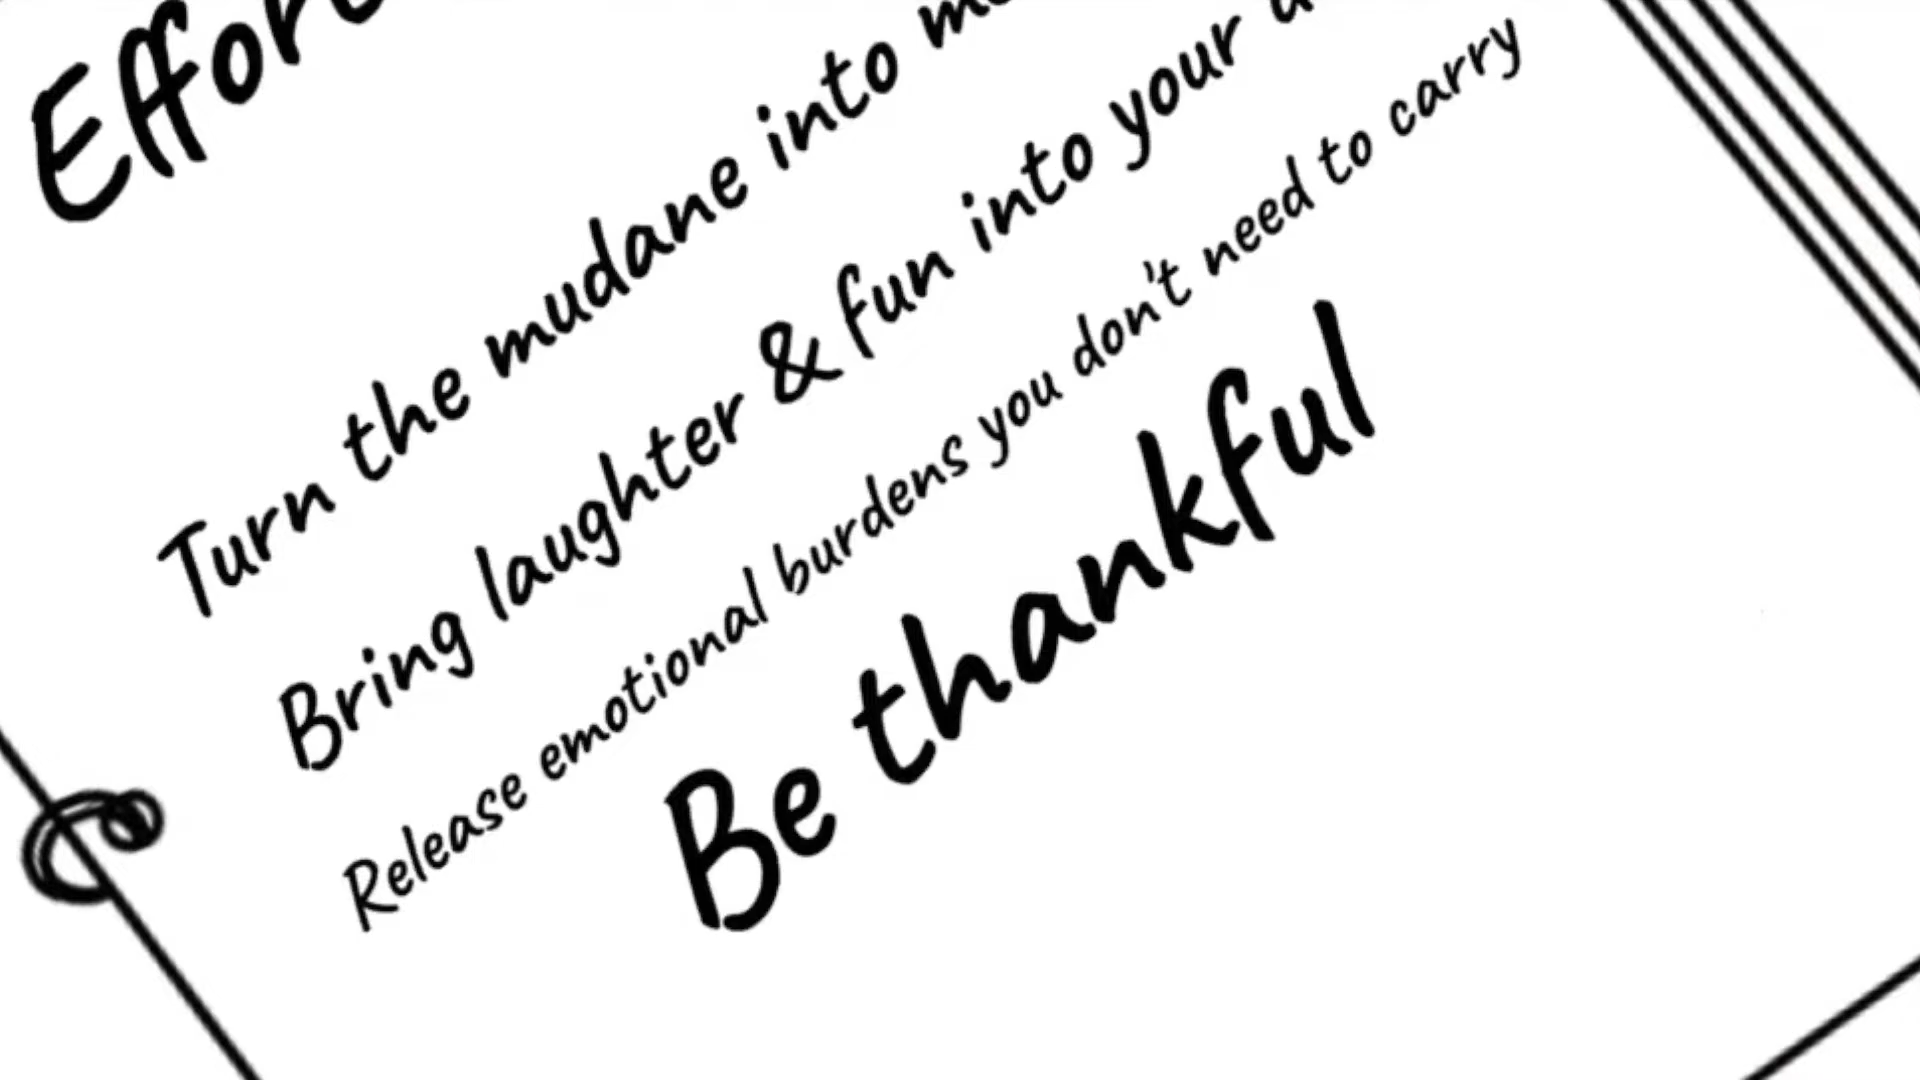 Turn the mudane into
Bring laughter & fun into your
Release emotional burdens you don't need to carry
Be thankful